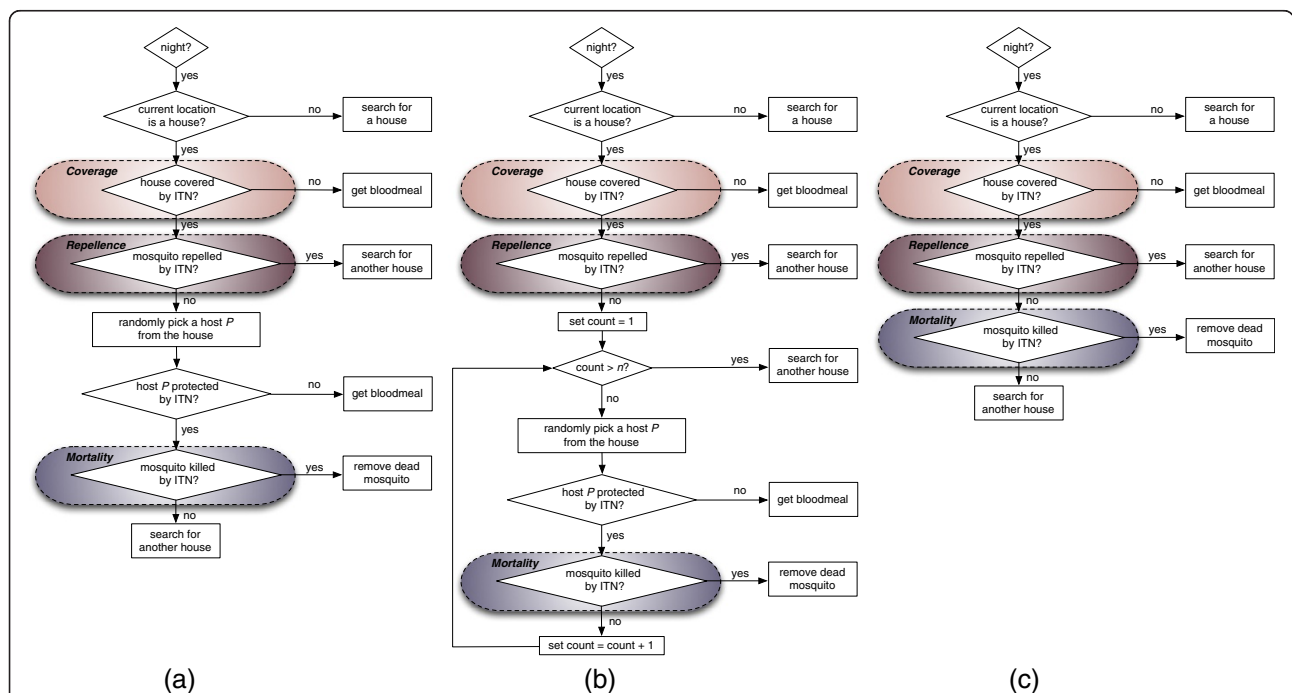 night?
yes
current location
is a house?
no
search for
a house
yes
Coverage
house covered
by ITN?
no
get bloodmeal
yes
Repellence
mosquito repelled
by ITN?
yes
search for
another house
no
randomly pick a host P
from the house
host P protected
by ITN?
no
get bloodmeal
yes
Mortality
mosquito killed
by ITN?
yes
remove dead
mosquito
no
search for
another house
(a)
night?
yes
current location
is a house?
no
search for
a house
yes
Coverage
house covered
by ITN?
no
get bloodmeal
yes
Repellence
mosquito repelled
by ITN?
yes
search for
another house
no
set count = 1
count > n?
yes
search for
another house
no
randomly pick a host P
from the house
host P protected
by ITN?
no
get bloodmeal
yes
Mortality
mosquito killed
by ITN?
yes
remove dead
mosquito
no
set count = count + 1
(b)
night?
yes
current location
is a house?
no
search for
a house
yes
Coverage
house covered
by ITN?
no
get bloodmeal
yes
Repellence
mosquito repelled
by ITN?
yes
search for
another house
no
Mortality
mosquito killed
by ITN?
yes
remove dead
mosquito
no
search for
another house
(c)